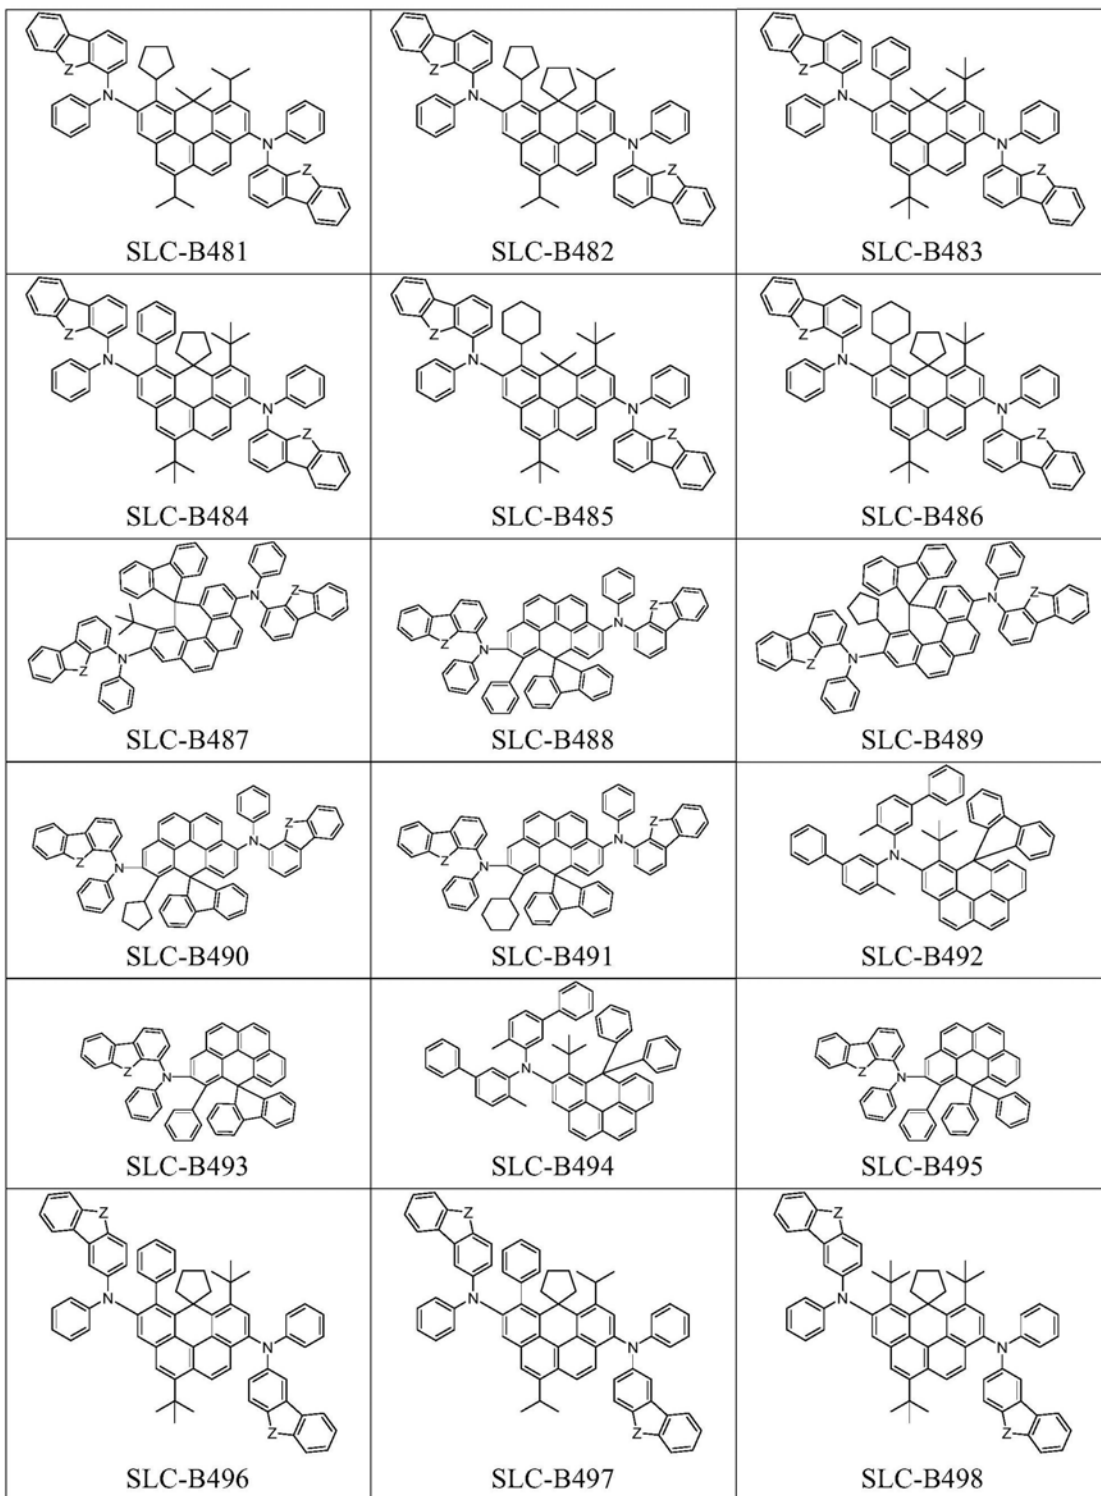 Z N N Z
SLC-B481
Z N N Z
SLC-B482
Z N N Z
SLC-B483
Z N N Z
SLC-B484
Z N N Z
SLC-B485
Z N N Z
SLC-B486
N Z Z N
SLC-B487
N Z Z N
SLC-B488
N Z Z N
SLC-B489
N Z Z N
SLC-B490
N Z Z N
SLC-B491
N
SLC-B492
Z N
SLC-B493
N
SLC-B494
Z N
SLC-B495
Z N N Z
SLC-B496
Z N N Z
SLC-B497
Z N N Z
SLC-B498